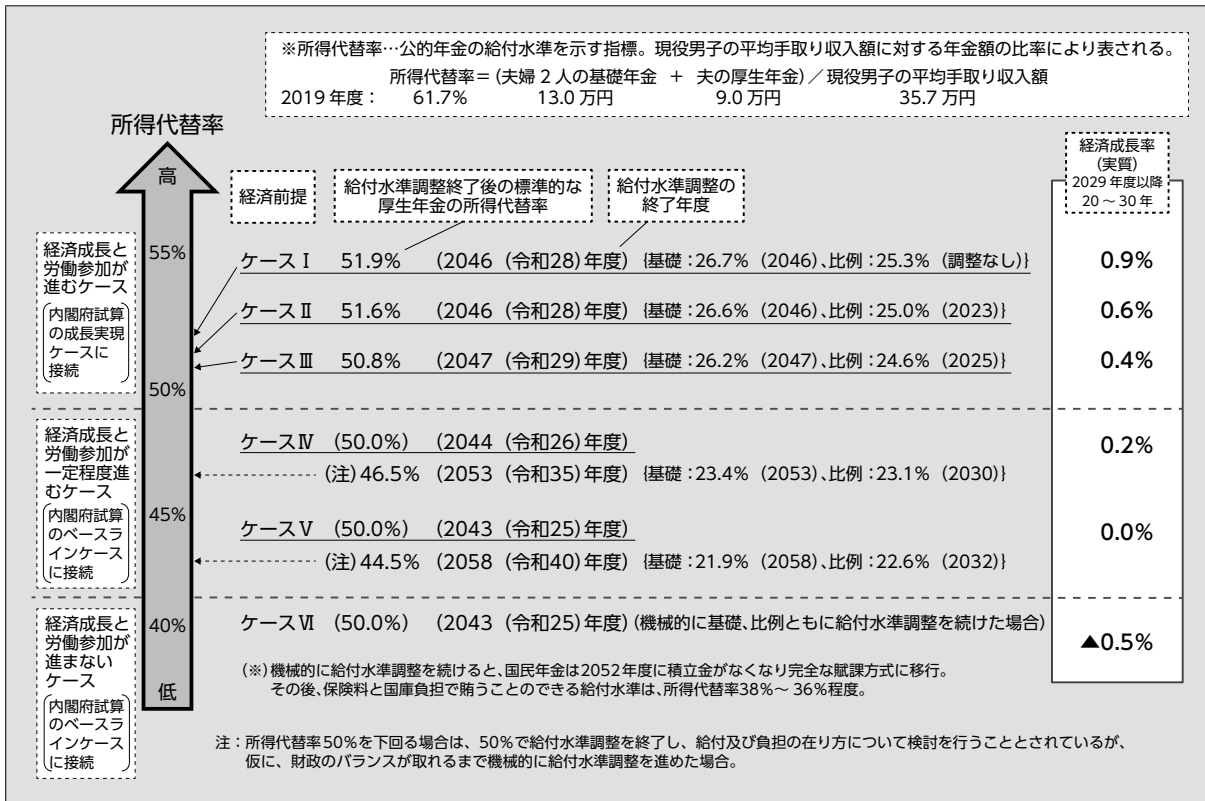 ※所得代替率…公的年金の給付水準を示す指標。現役男子の平均手取り収入額に対する年金額の比率により表される。
所得代替率＝(夫婦2人の基礎年金 ＋ 夫の厚生年金)／現役男子の平均手取り収入額
2019年度： 61.7% 13.0万円 9.0万円 35.7万円
所得代替率
高
55%
50%
45%
40%
低
経済前提
給付水準調整終了後の標準的な
厚生年金の所得代替率
給付水準調整の
終了年度
経済成長率
(実質)
2029年度以降
20～30年
経済成長と
労働参加が
進むケース
内閣府試算
の成長実現
ケースに
接続
ケースⅠ 51.9% (2046 (令和28)年度) {基礎：26.7% (2046)、比例：25.3% (調整なし)} 0.9%
ケースⅡ 51.6% (2046 (令和28)年度) {基礎：26.6% (2046)、比例：25.0% (2023)} 0.6%
ケースⅢ 50.8% (2047 (令和29)年度) {基礎：26.2% (2047)、比例：24.6% (2025)} 0.4%
経済成長と
労働参加が
一定程度進
むケース
内閣府試算
のベースラ
インケース
に接続
ケースⅣ (50.0%) (2044 (令和26)年度) 0.2%
(注)46.5% (2053 (令和35)年度) {基礎：23.4% (2053)、比例：23.1% (2030)}
ケースⅤ (50.0%) (2043 (令和25)年度) 0.0%
(注)44.5% (2058 (令和40)年度) {基礎：21.9% (2058)、比例：22.6% (2032)}
経済成長と
労働参加が
進まない
ケース
内閣府試算
のベースラ
インケース
に接続
ケースⅥ (50.0%) (2043 (令和25)年度) (機械的に基礎、比例ともに給付水準調整を続けた場合) ▲0.5%
(※)機械的に給付水準調整を続けると、国民年金は2052年度に積立金がなくなり完全な賦課方式に移行。
その後、保険料と国庫負担で賄うことのできる給付水準は、所得代替率38%～36%程度。
注：所得代替率50%を下回る場合は、50%で給付水準調整を終了し、給付及び負担の在り方について検討を行うこととされているが、
仮に、財政のバランスが取れるまで機械的に給付水準調整を進めた場合。